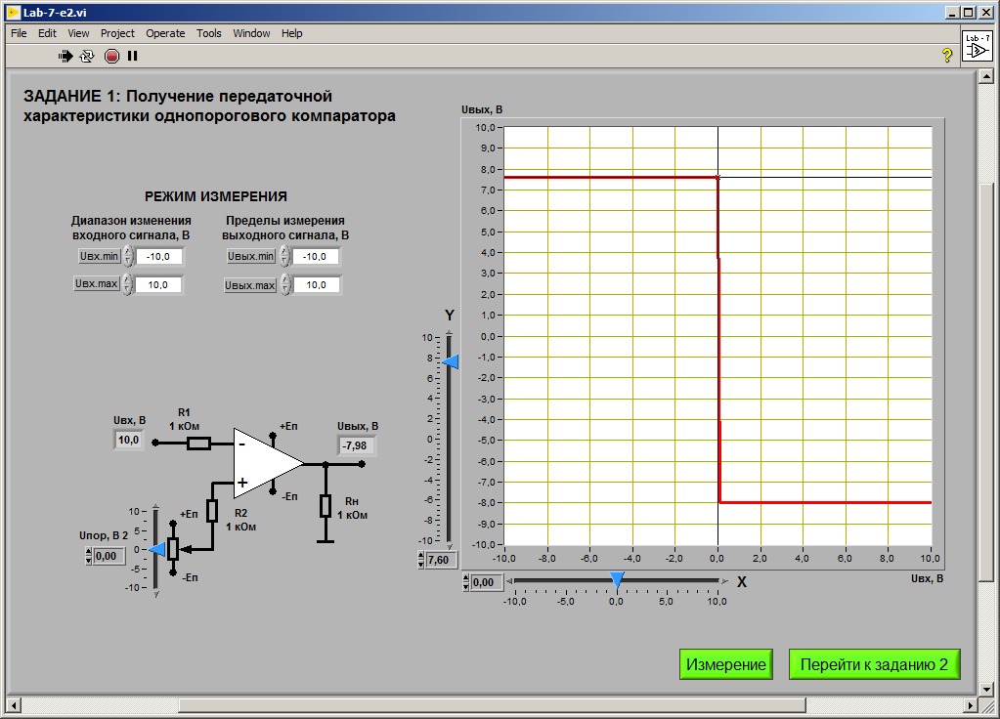 Lab-7-e2.vi
File Edit View Project Operate Tools Window Help
?
Lab - 7
ЗАДАНИЕ 1: Получение передаточной
характеристики однопорогового компаратора
РЕЖИМ ИЗМЕРЕНИЯ
Диапазон изменения
входного сигнала, В
Uвх.min
-10,0
Uвх.max
10,0
Пределы измерения
выходного сигнала, В
Uвых.min
-10,0
Uвых.max
10,0
Uвх, В
10,0
R1
1 кОм
-
+
+Еп
-Еп
Uвых, В
-7,98
Rн
1 кОм
R2
1 кОм
Uпор, В 2
0,00
10
5
0
-5
-10
+Еп
-Еп
Y
10
8
6
4
2
0
-2
-4
-6
-8
-10
7,60
Uвых, В
10,0
9,0
8,0
7,0
6,0
5,0
4,0
3,0
2,0
1,0
0,0
-1,0
-2,0
-3,0
-4,0
-5,0
-6,0
-7,0
-8,0
-9,0
-10,0
-10,0 -8,0 -6,0 -4,0 -2,0 0,0 2,0 4,0 6,0 8,0 10,0
Uвх, В
0,00
X
-10,0 -5,0 0,0 5,0 10,0
Измерение
Перейти к заданию 2